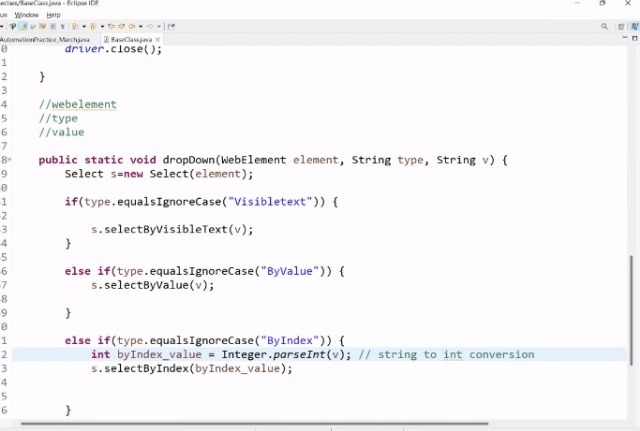 seclass/BaseClass.java - Eclipse IDE
un Window Help
AutomationPractice_March.java BaseClass.java
0 driver.close();
1
2 }
3
4 //webelement
5 //type
6 //value
7
8 public static void dropDown(WebElement element, String type, String v) {
9 Select s=new Select(element);
0
1 if(type.equalsIgnoreCase("Visibletext")) {
2
3 s.selectByVisibleText(v);
4 }
5
6 else if(type.equalsIgnoreCase("ByValue")) {
7 s.selectByValue(v);
8
9 }
0
1 else if(type.equalsIgnoreCase("ByIndex")) {
2 int byIndex_value = Integer.parseInt(v); // string to int conversion
3 s.selectByIndex(byIndex_value);
4
5
6 }